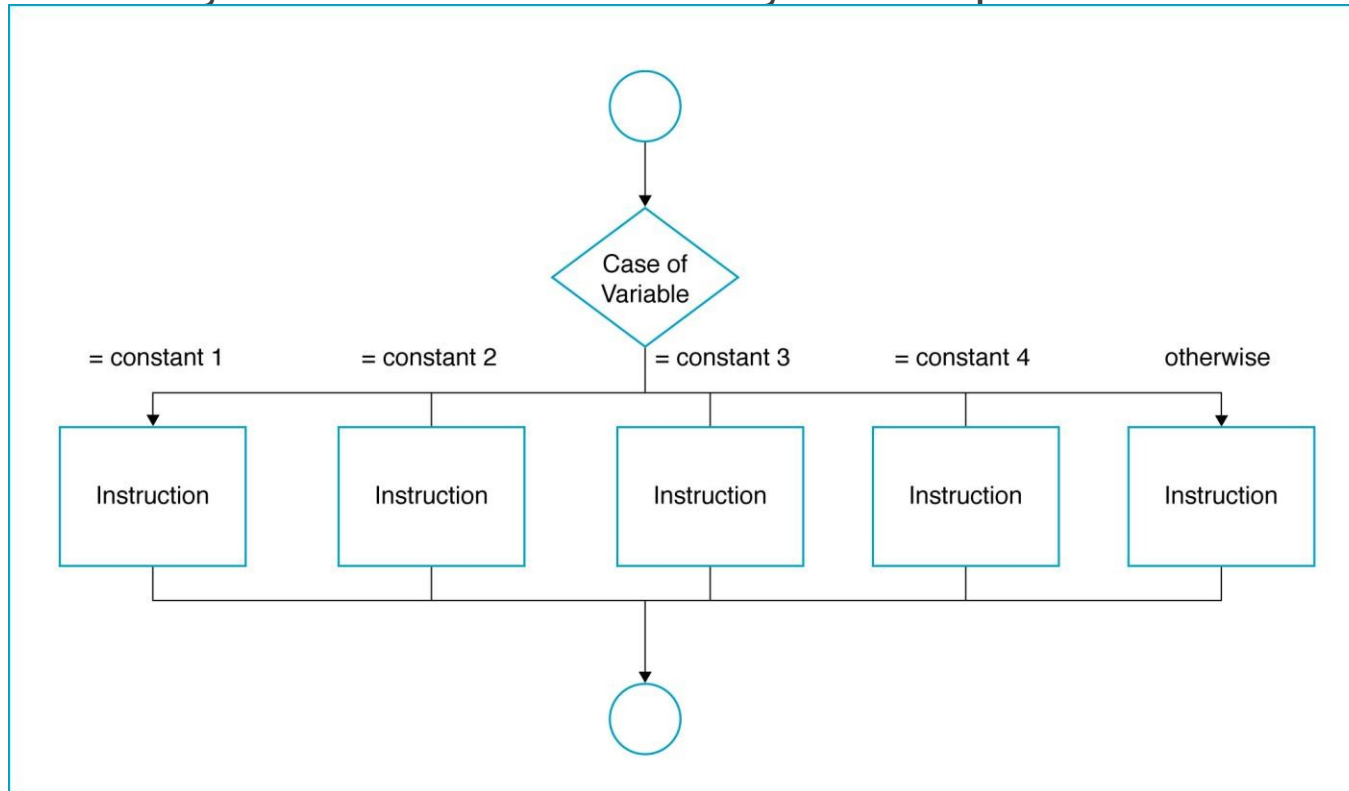 Case of
Variable
= constant 1
= constant 2
= constant 3
= constant 4
otherwise
Instruction
Instruction
Instruction
Instruction
Instruction